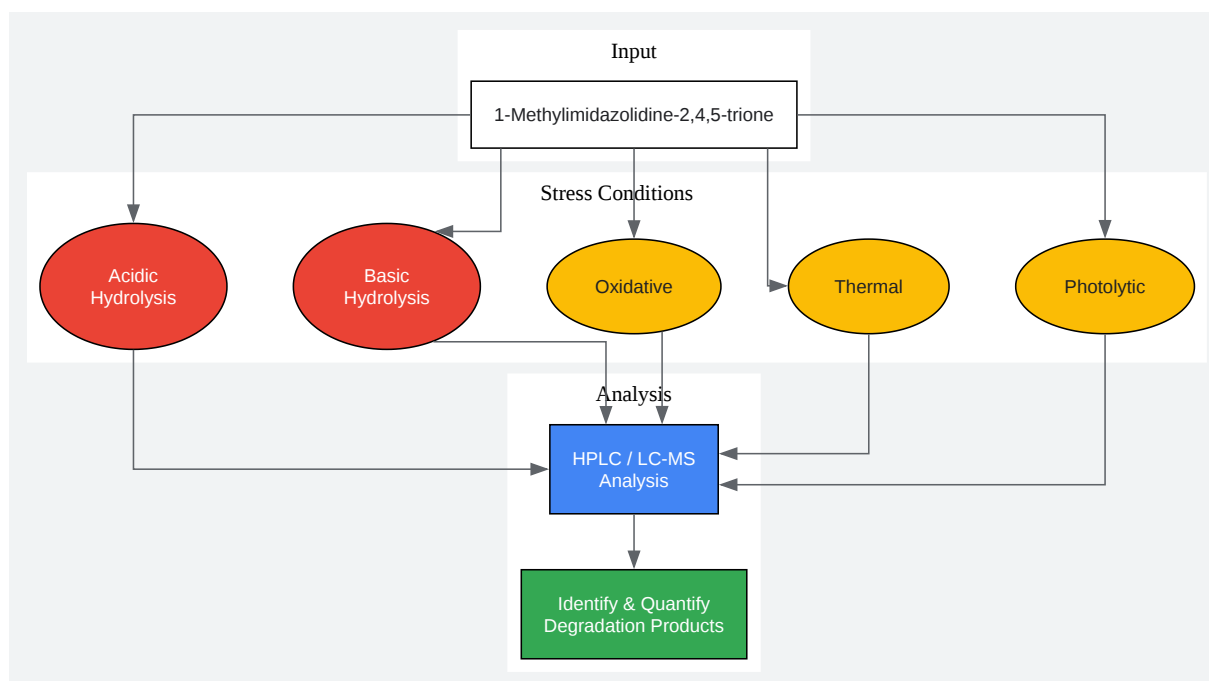 Input
1-Methylimidazolidine-2,4,5-trione
Stress Conditions
Acidic
Hydrolysis
Basic
Hydrolysis
Oxidative
Thermal
Photolytic
Analysis
HPLC / LC-MS
Analysis
Identify & Quantify
Degradation Products